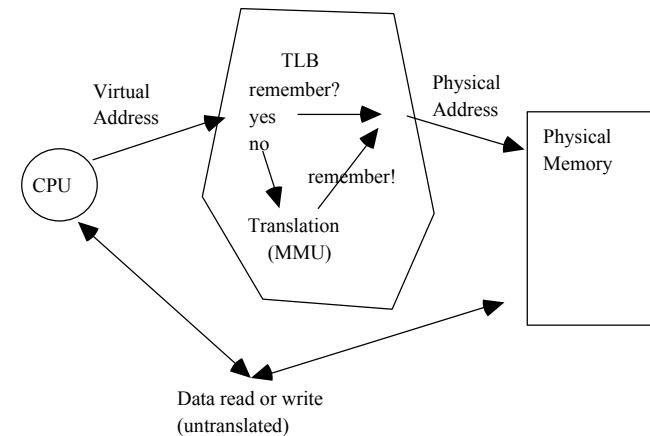 TLB
remember?
yes
no
Virtual
Address
Physical
Address
Physical
Memory
CPU
remember!
Translation
(MMU)
Data read or write
(untranslated)